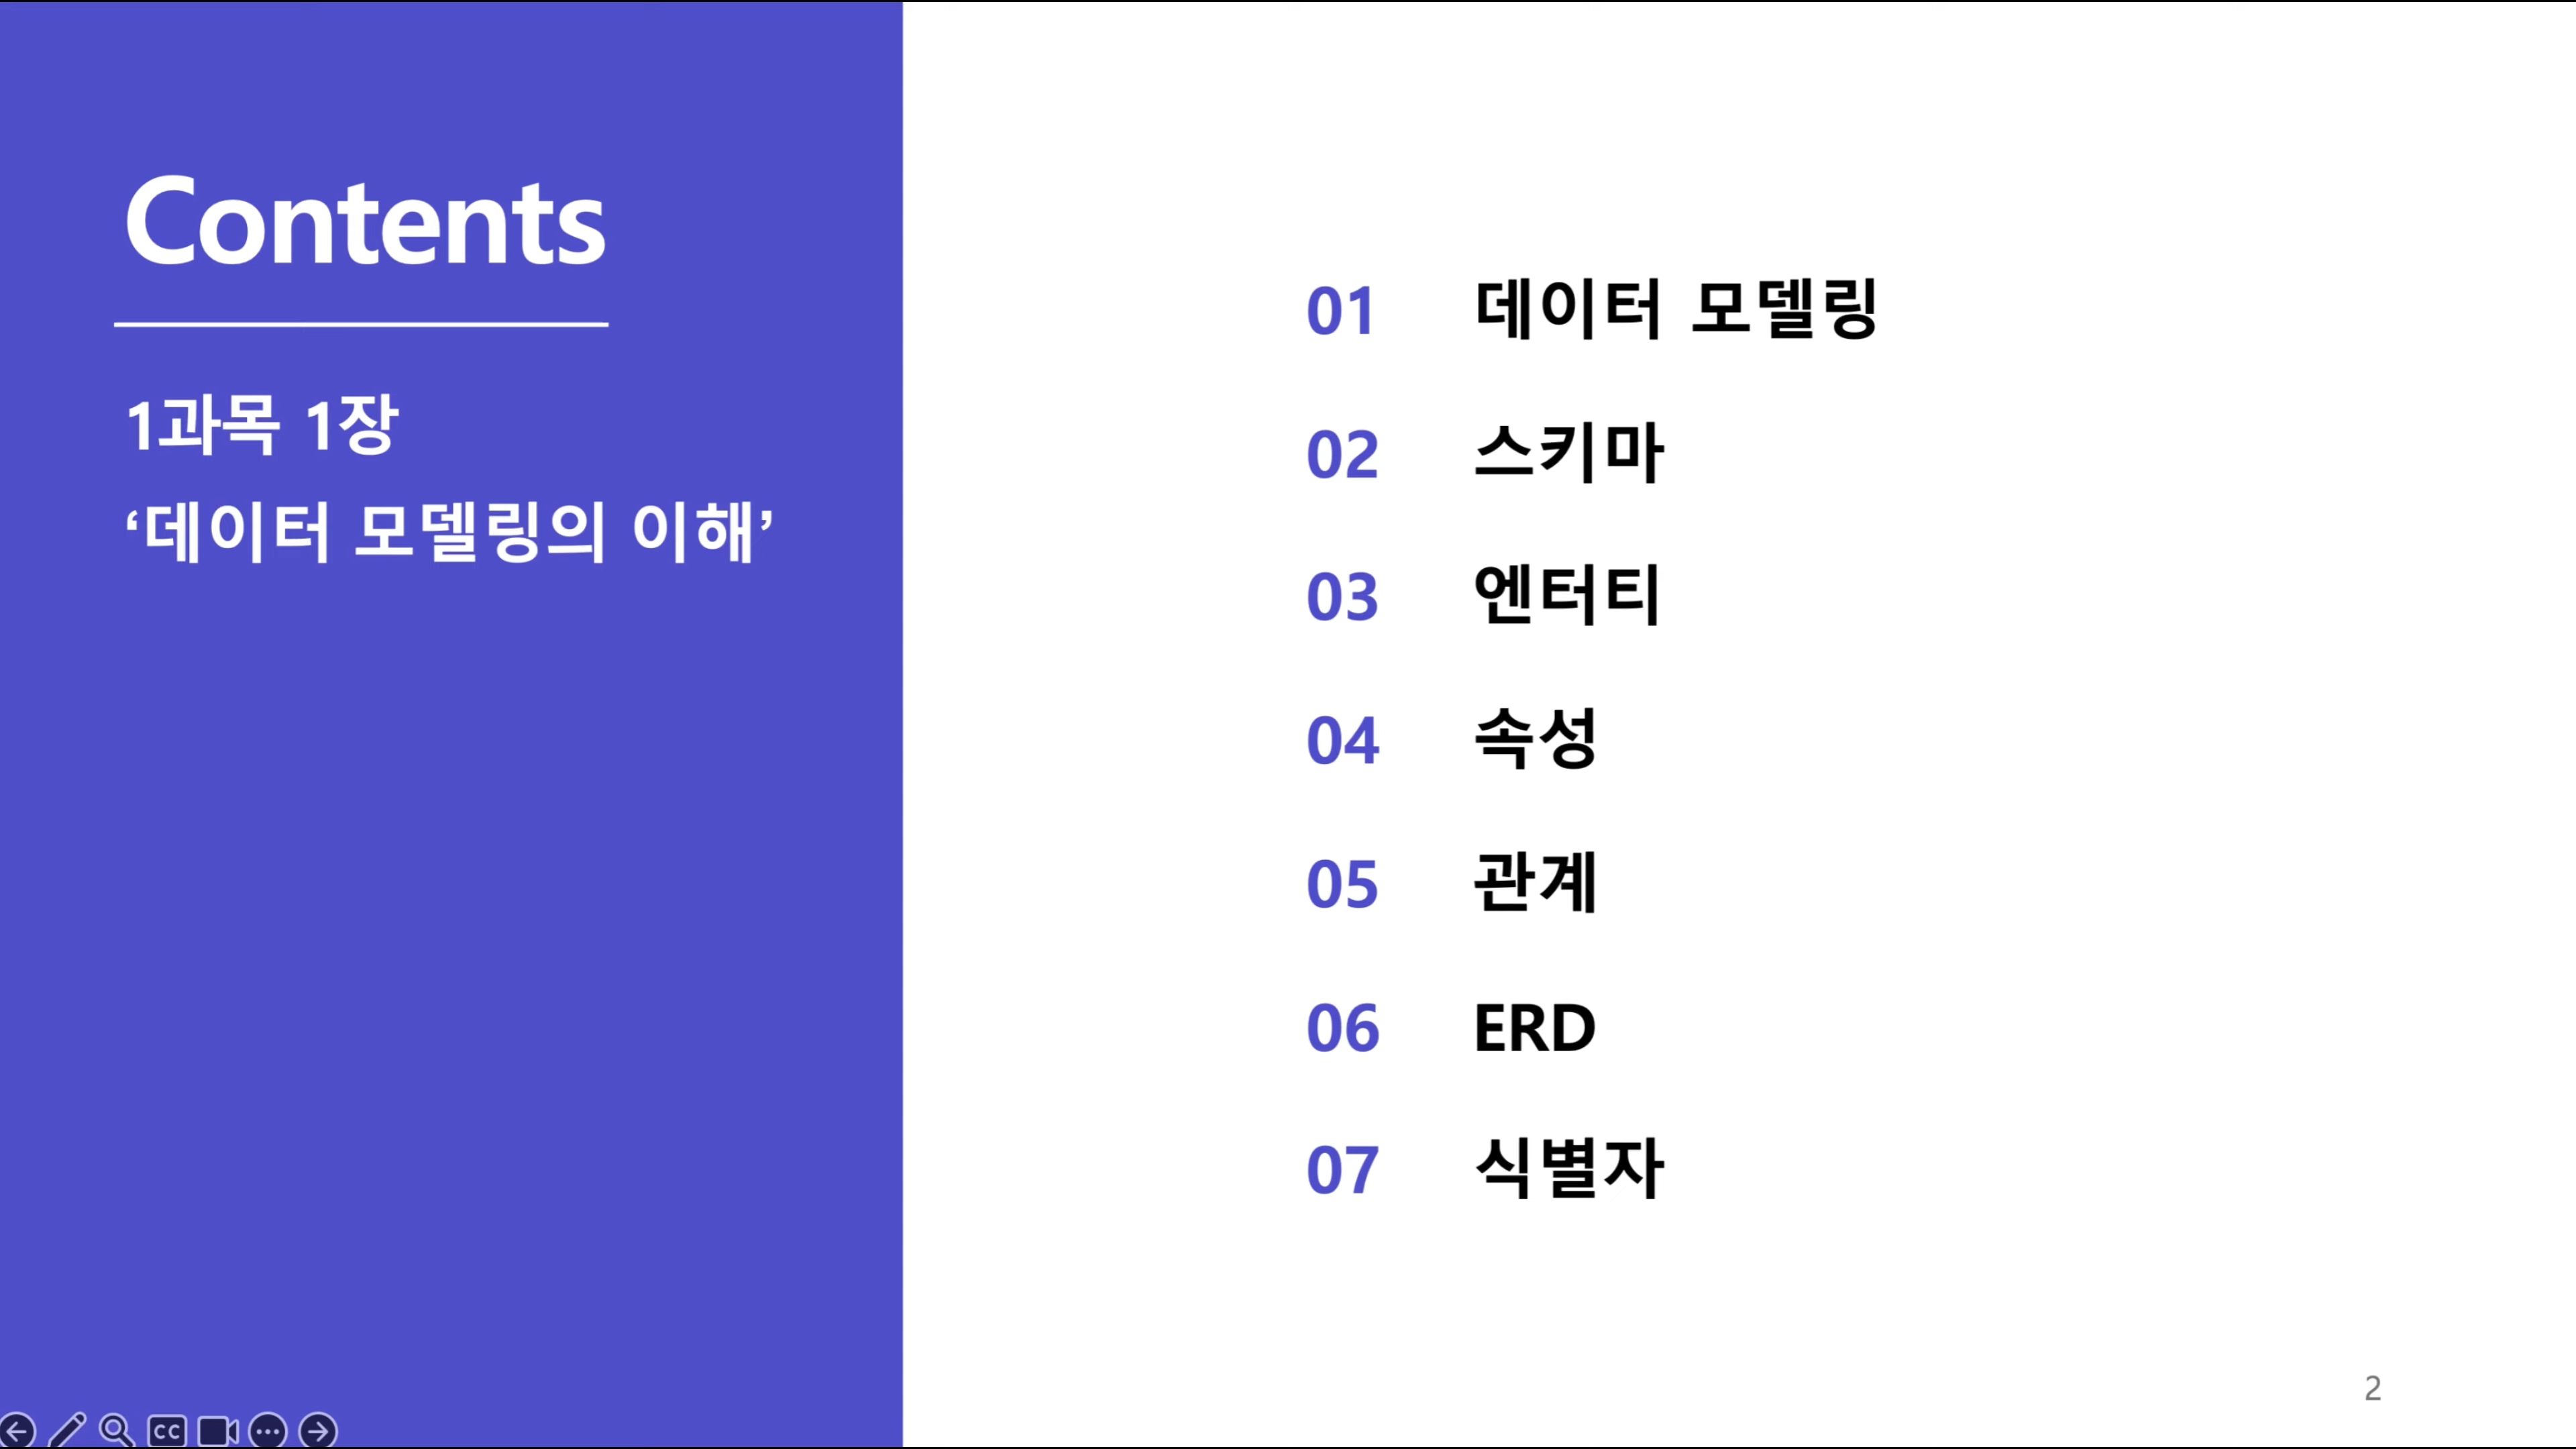 Contents
1과목 1장
‘데이터 모델링의 이해’
01 데이터 모델링
02 스키마
03 엔터티
04 속성
05 관계
06 ERD
07 식별자
2
CC